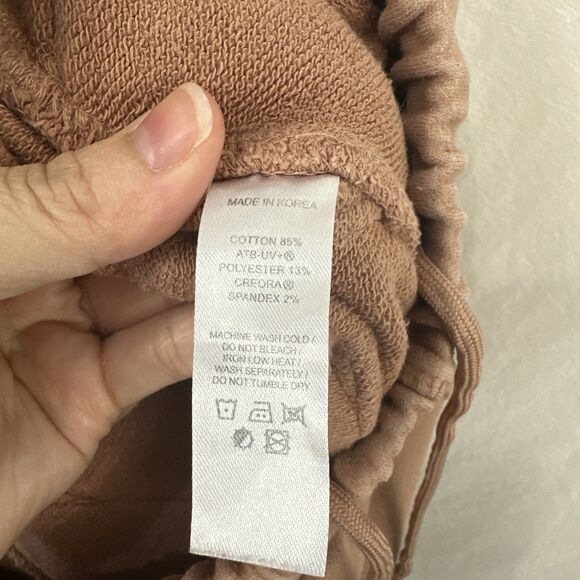 MADE IN KOREA
COTTON 85%
ATB-UV+®
POLYESTER 13%
CREORA®
SPANDEX 2%
MACHINE WASH COLD /
DO NOT BLEACH /
IRON LOW HEAT /
WASH SEPARATELY /
DO NOT TUMBLE DRY